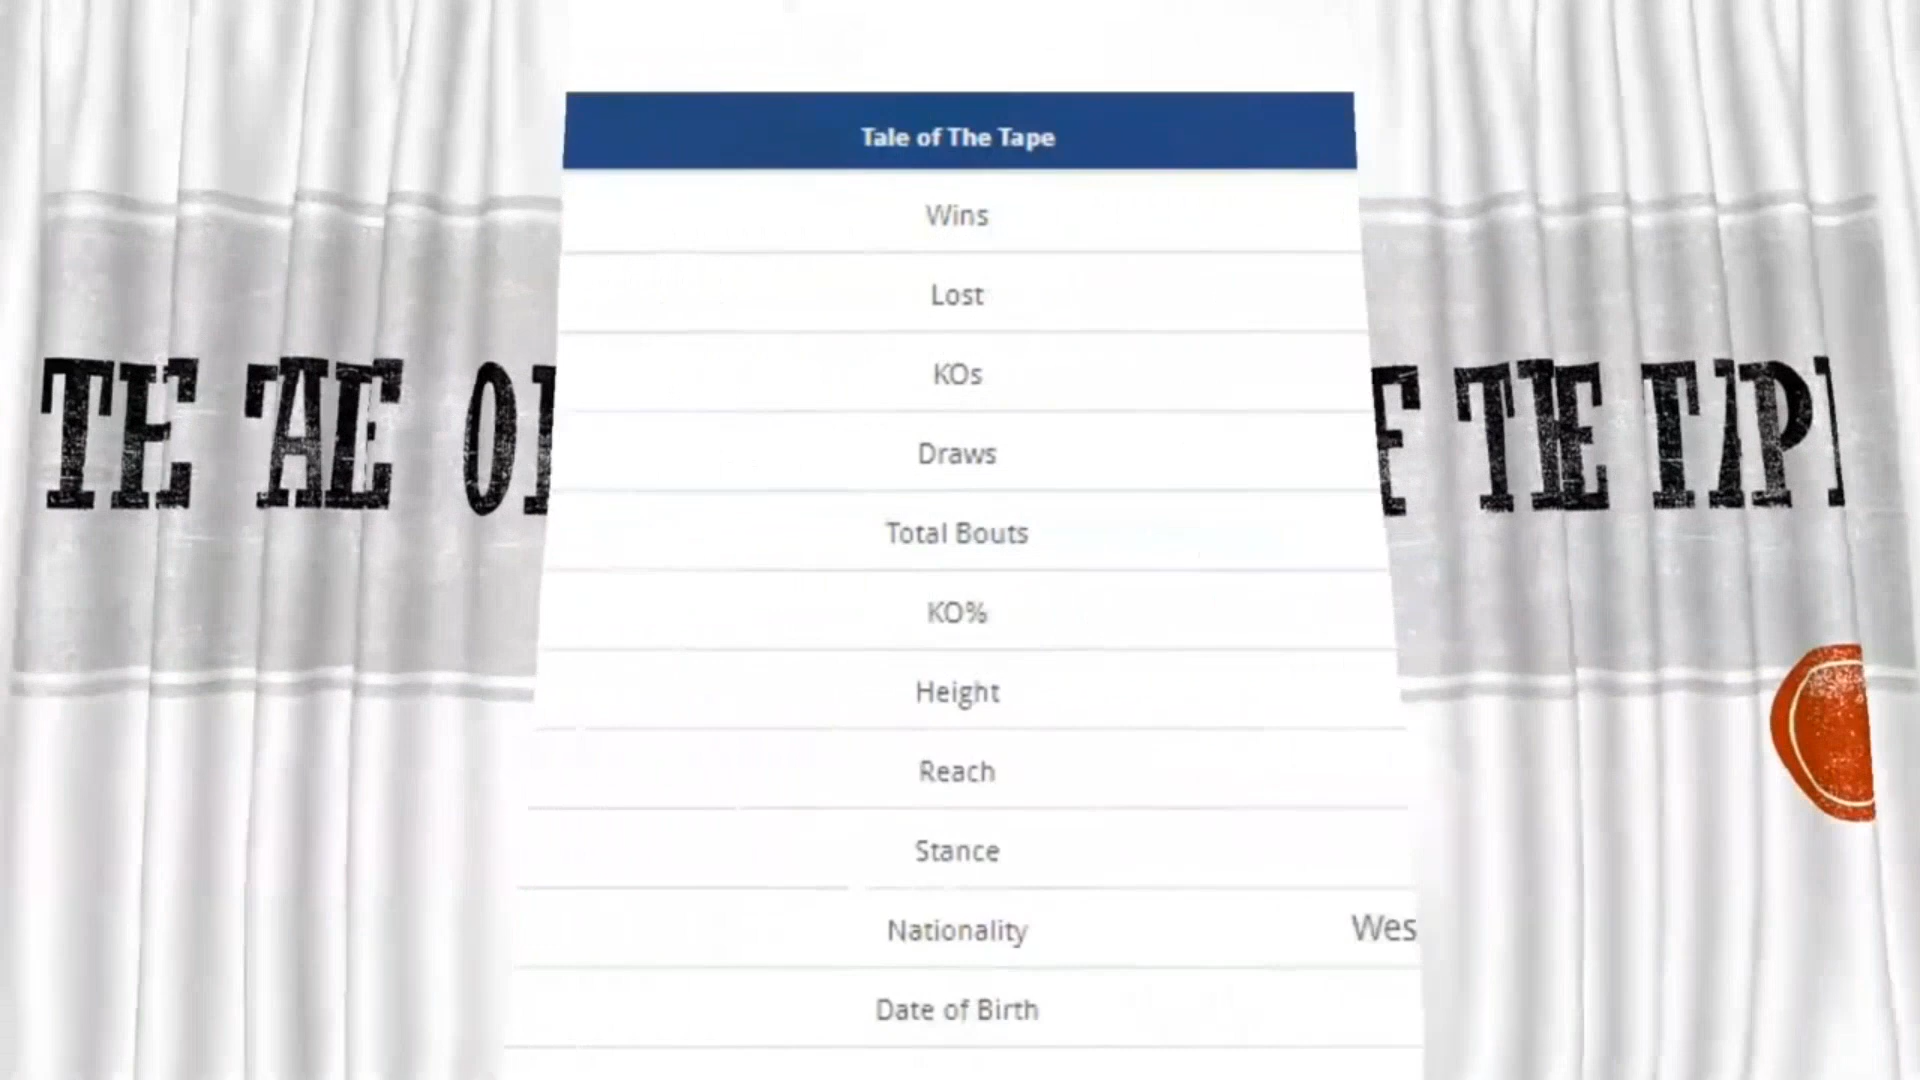 Tale of The Tape
Wins
Lost
KOs
Draws
Total Bouts
KO%
Height
Reach
Stance
Nationality Wes
Date of Birth